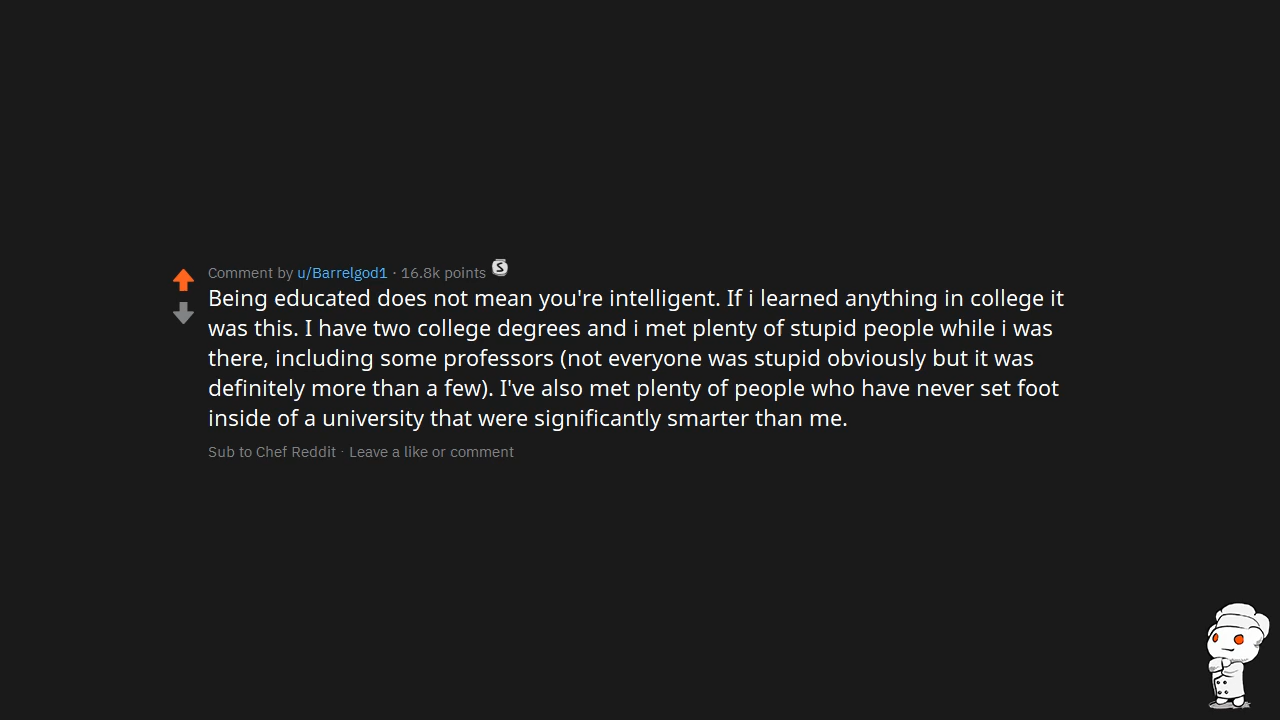 Comment by u/Barrelgod1 · 16.8k points S
Being educated does not mean you're intelligent. If i learned anything in college it
was this. I have two college degrees and i met plenty of stupid people while i was
there, including some professors (not everyone was stupid obviously but it was
definitely more than a few). I've also met plenty of people who have never set foot
inside of a university that were significantly smarter than me.
Sub to Chef Reddit · Leave a like or comment